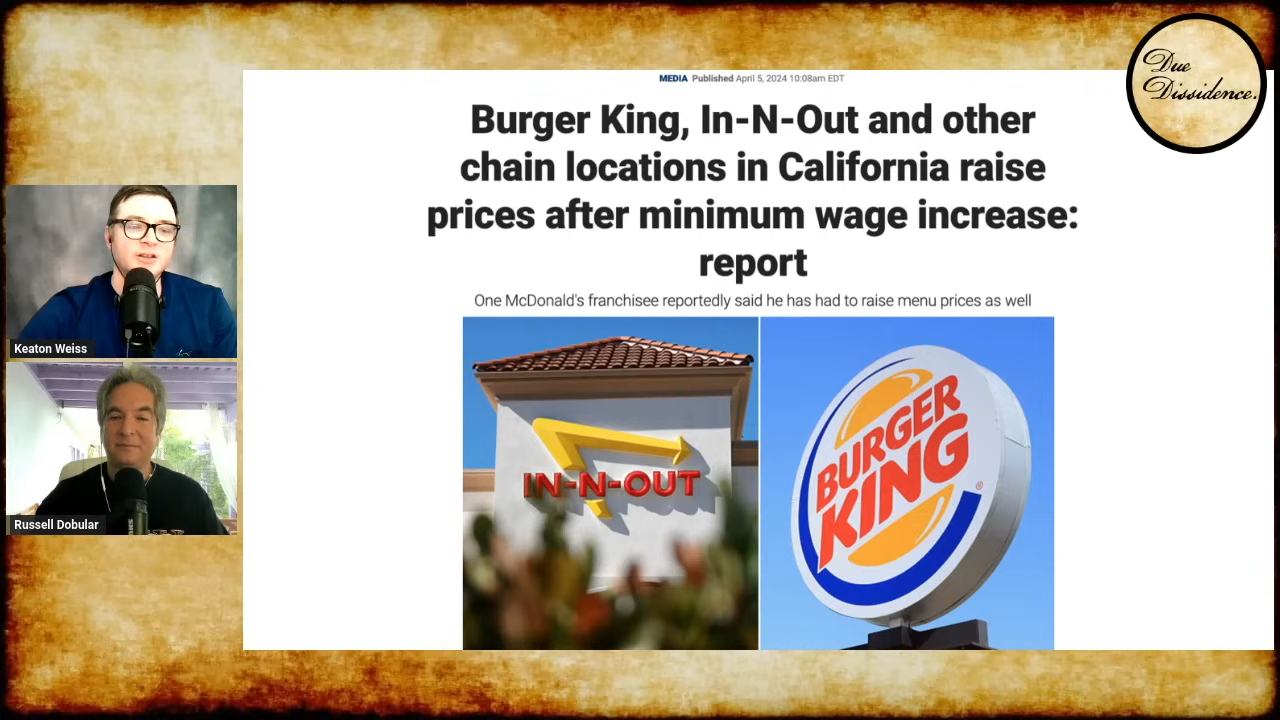 Due
Dissidence.
MEDIA Published April 5, 2024 10:08am EDT
Burger King, In-N-Out and other
chain locations in California raise
prices after minimum wage increase:
report
One McDonald's franchisee reportedly said he has had to raise menu prices as well
IN-N-OUT
BURGER
KING
®
Keaton Weiss
Russell Dobular